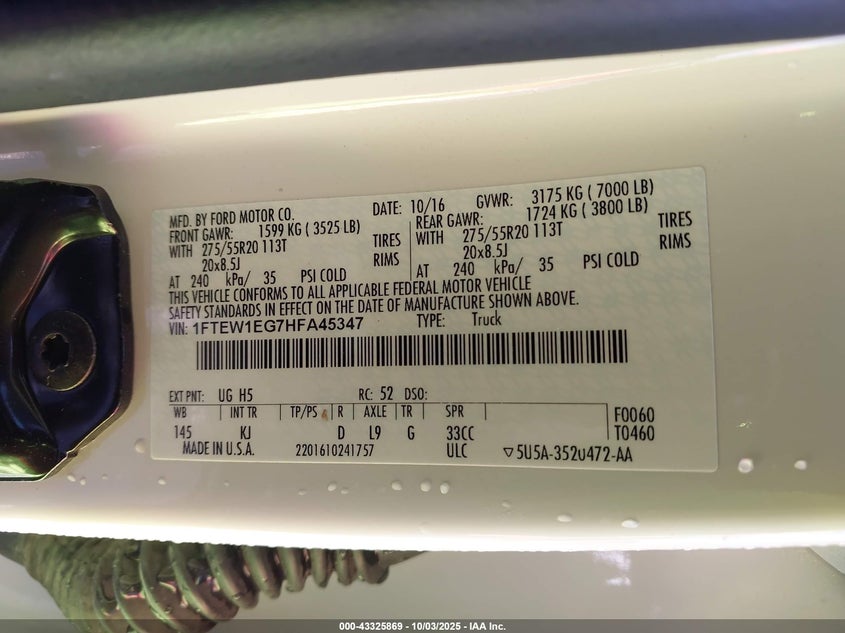 MFD. BY FORD MOTOR CO. DATE: 10/16 GVWR: 3175 KG ( 7000 LB)
FRONT GAWR: 1599 KG ( 3525 LB) REAR GAWR: 1724 KG ( 3800 LB)
WITH 275/55R20 113T TIRES WITH 275/55R20 113T TIRES
20x8.5J RIMS 20x8.5J RIMS
AT 240 kPa/ 35 PSI COLD AT 240 kPa/ 35 PSI COLD
THIS VEHICLE CONFORMS TO ALL APPLICABLE FEDERAL MOTOR VEHICLE
SAFETY STANDARDS IN EFFECT ON THE DATE OF MANUFACTURE SHOWN ABOVE.
VIN: 1FTEW1EG7HFA45347 TYPE: Truck
EXT PNT: UG H5 RC: 52 DSO:
WB INT TR TP/PS R AXLE TR SPR F0060
145 KJ D L9 G 33CC T0460
MADE IN U.S.A. 2201610241757 ULC ▽5U5A-3520472-AA
000-43325869 - 10/03/2025 - IAA Inc.